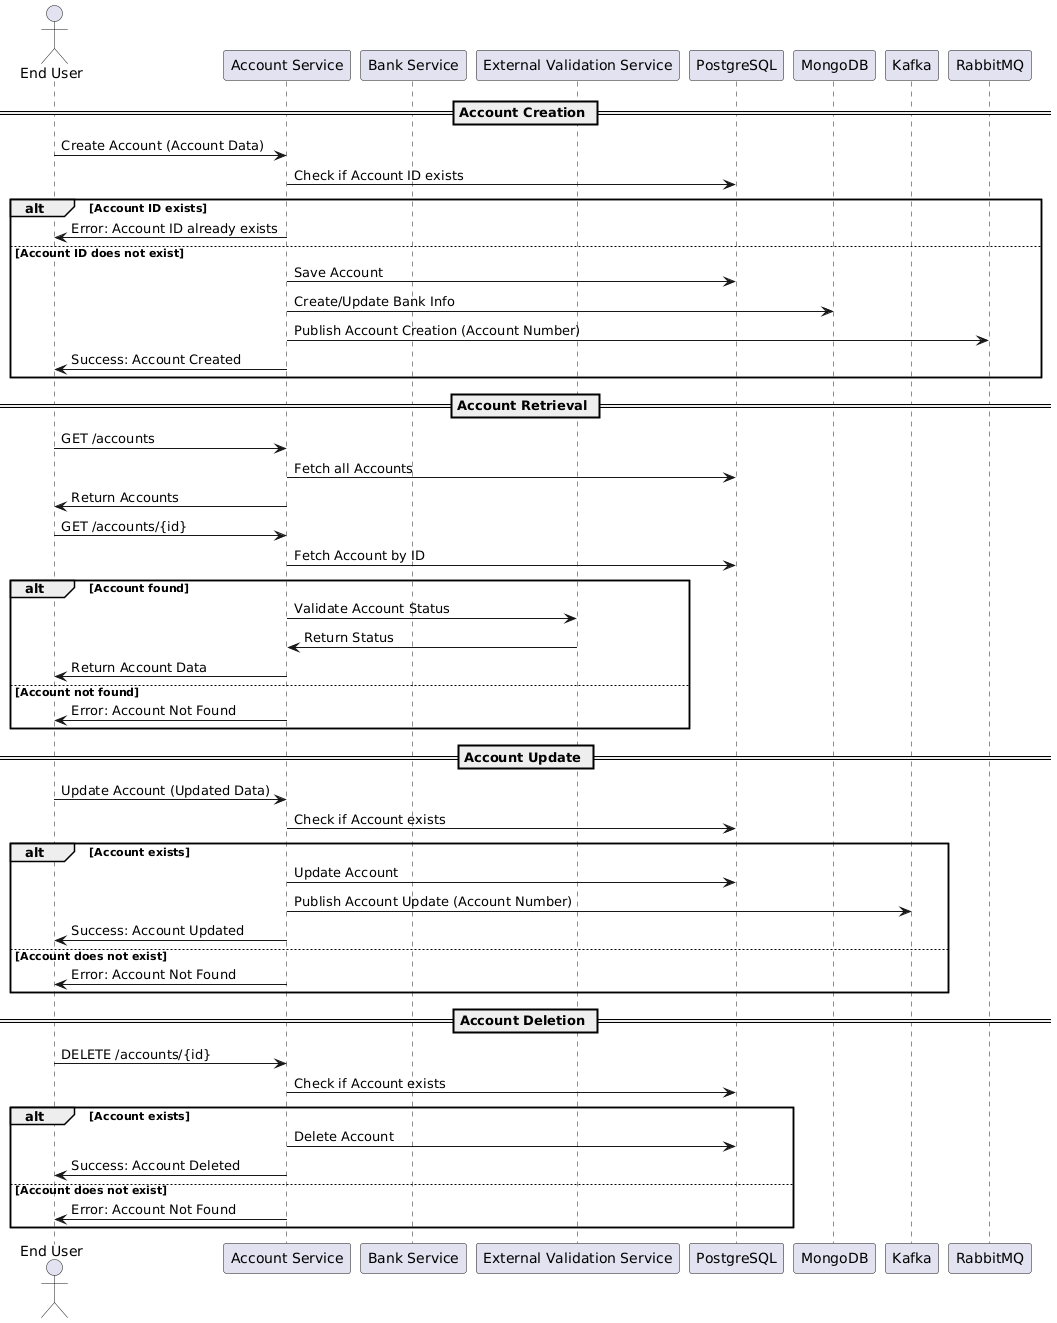 End User
Account Service
Bank Service
External Validation Service
PostgreSQL
MongoDB
Kafka
RabbitMQ
Account Creation
Create Account (Account Data)
Check if Account ID exists
alt
[Account ID exists]
Error: Account ID already exists
[Account ID does not exist]
Save Account
Create/Update Bank Info
Publish Account Creation (Account Number)
Success: Account Created
Account Retrieval
GET /accounts
Fetch all Accounts
Return Accounts
GET /accounts/{id}
Fetch Account by ID
alt
[Account found]
Validate Account Status
Return Status
Return Account Data
[Account not found]
Error: Account Not Found
Account Update
Update Account (Updated Data)
Check if Account exists
alt
[Account exists]
Update Account
Publish Account Update (Account Number)
Success: Account Updated
[Account does not exist]
Error: Account Not Found
Account Deletion
DELETE /accounts/{id}
Check if Account exists
alt
[Account exists]
Delete Account
Success: Account Deleted
[Account does not exist]
Error: Account Not Found
End User
Account Service
Bank Service
External Validation Service
PostgreSQL
MongoDB
Kafka
RabbitMQ